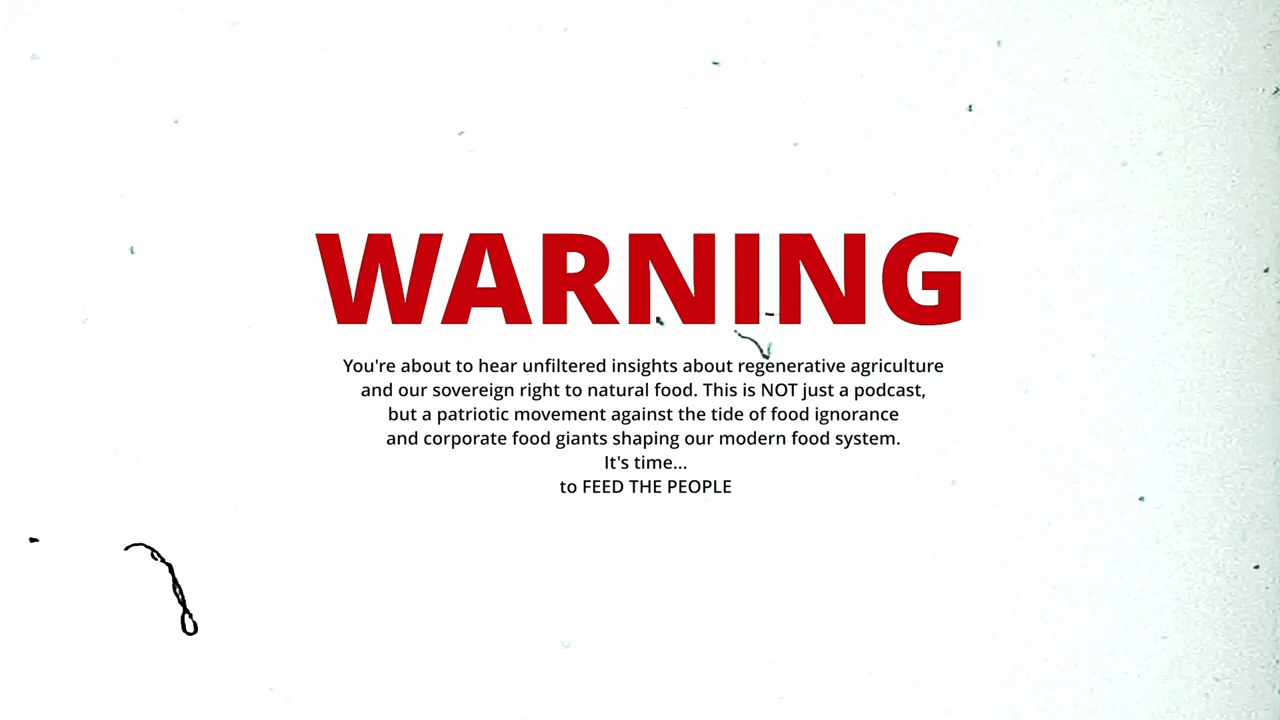 WARNING
You're about to hear unfiltered insights about regenerative agriculture
and our sovereign right to natural food. This is NOT just a podcast,
but a patriotic movement against the tide of food ignorance
and corporate food giants shaping our modern food system.
It's time...
to FEED THE PEOPLE